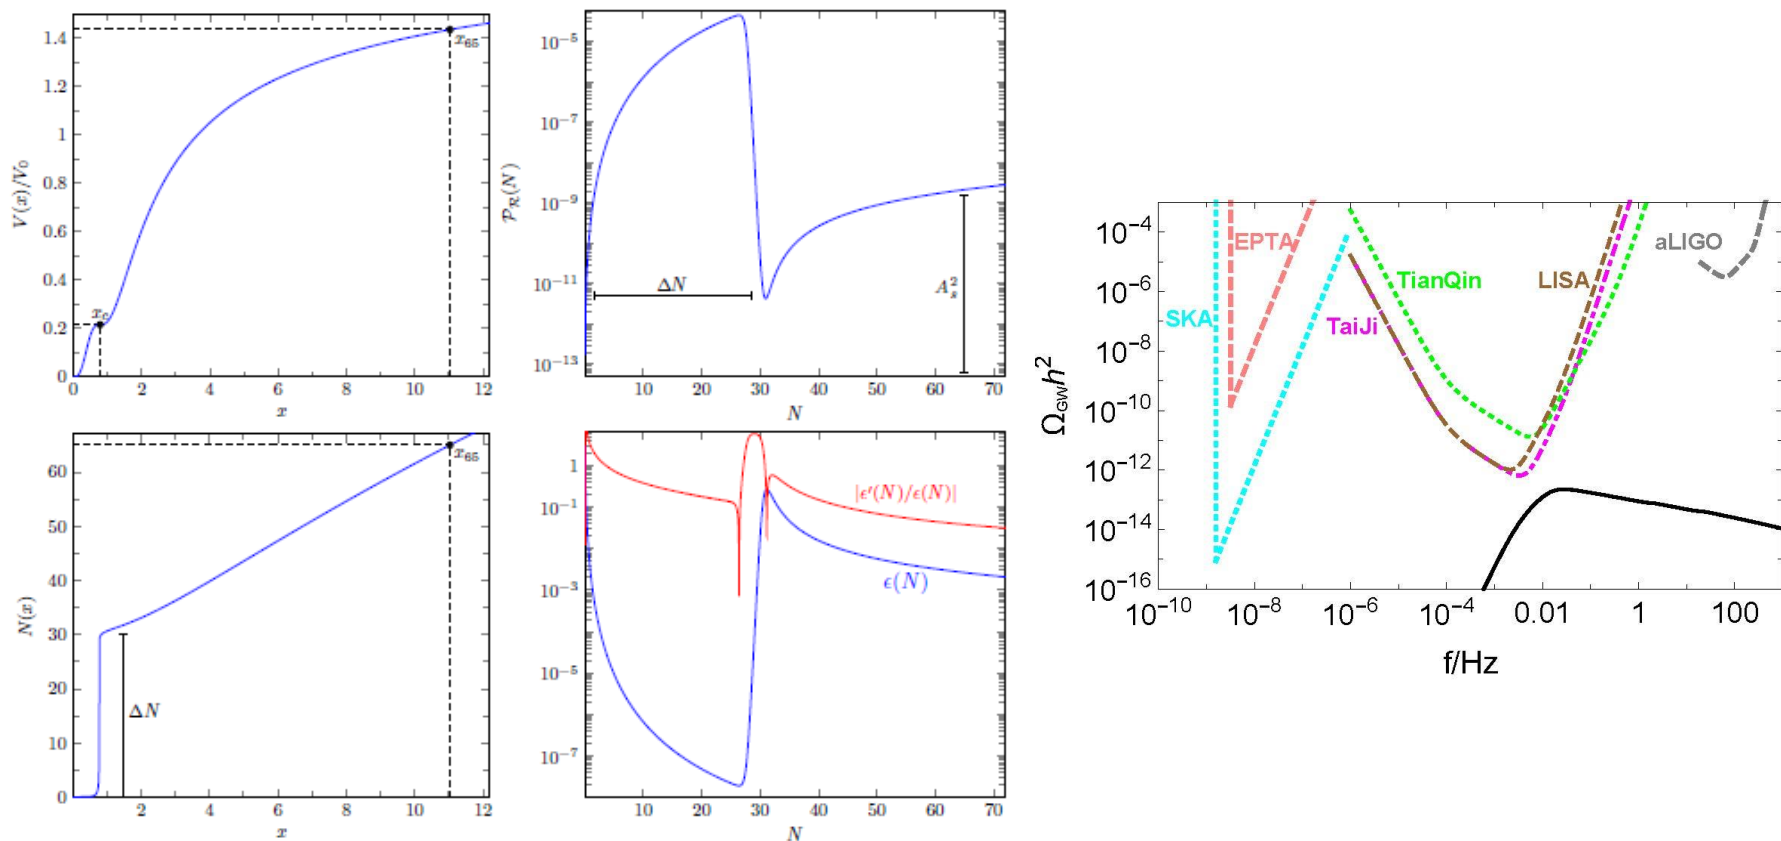 1.4
1.2
1
0.8
0.6
0.4
0.2
0
V(x)/V₀
x₆₅
x_c
0
2
4
6
8
10
12
x
10⁻⁵
10⁻⁷
10⁻⁹
10⁻¹¹
10⁻¹³
𝒫_ℛ(N)
ΔN
A_s²
10
20
30
40
50
60
70
N
60
50
40
30
20
10
0
N(x)
x₆₅
ΔN
0
2
4
6
8
10
12
x
1
10⁻¹
10⁻³
10⁻⁵
10⁻⁷
|ϵ′(N)/ϵ(N)|
ϵ(N)
10
20
30
40
50
60
70
N
10⁻⁴
10⁻⁶
10⁻⁸
10⁻¹⁰
10⁻¹²
10⁻¹⁴
10⁻¹⁶
Ω_GW h²
EPTA
SKA
TianQin
TaiJi
LISA
aLIGO
10⁻¹⁰
10⁻⁸
10⁻⁶
10⁻⁴
0.01
1
100
f/Hz